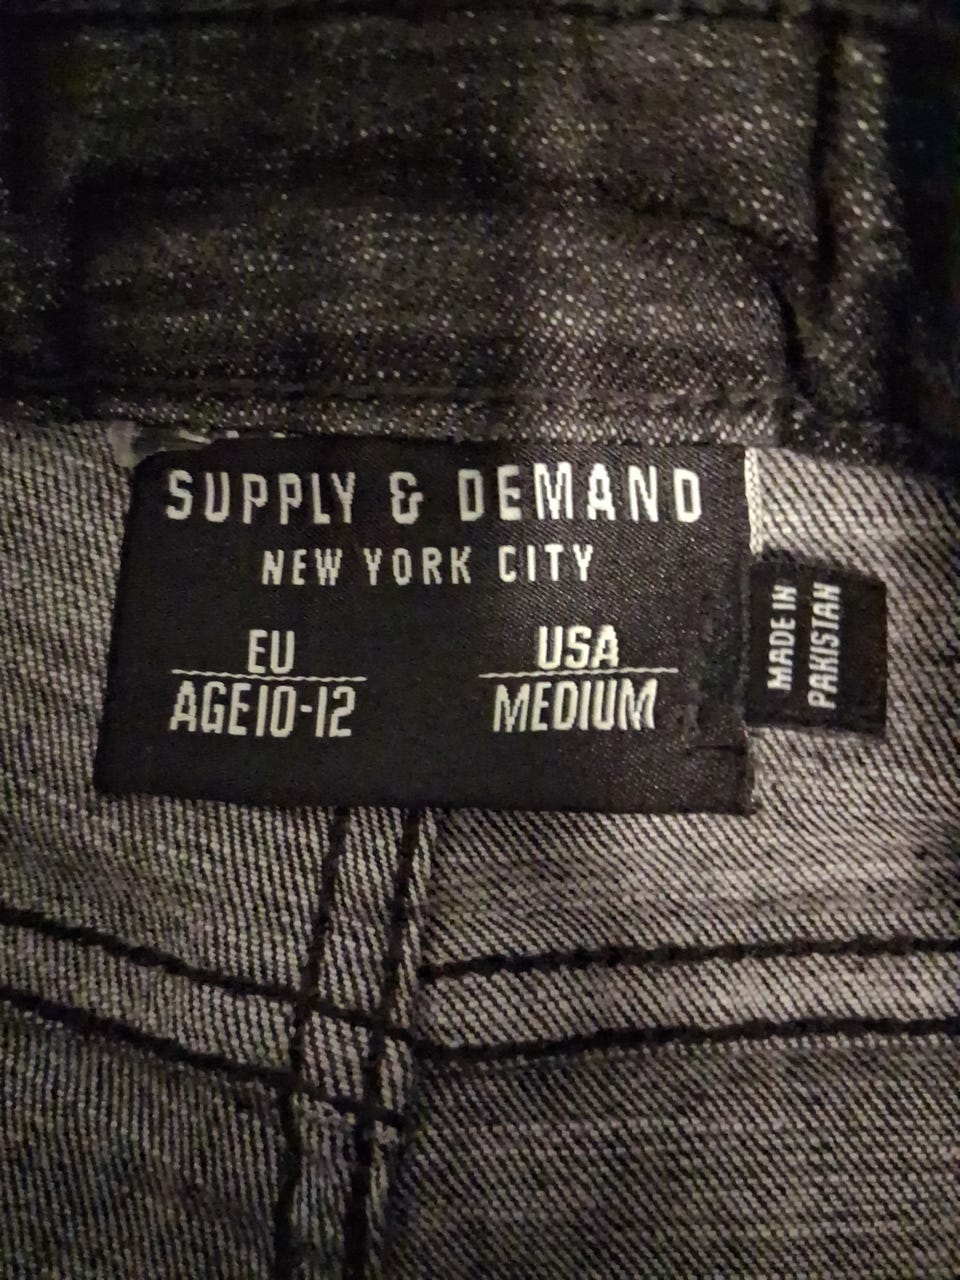 SUPPLY & DEMAND
NEW YORK CITY
EU
AGE10-12
USA
MEDIUM
MADE IN
PAKISTAN